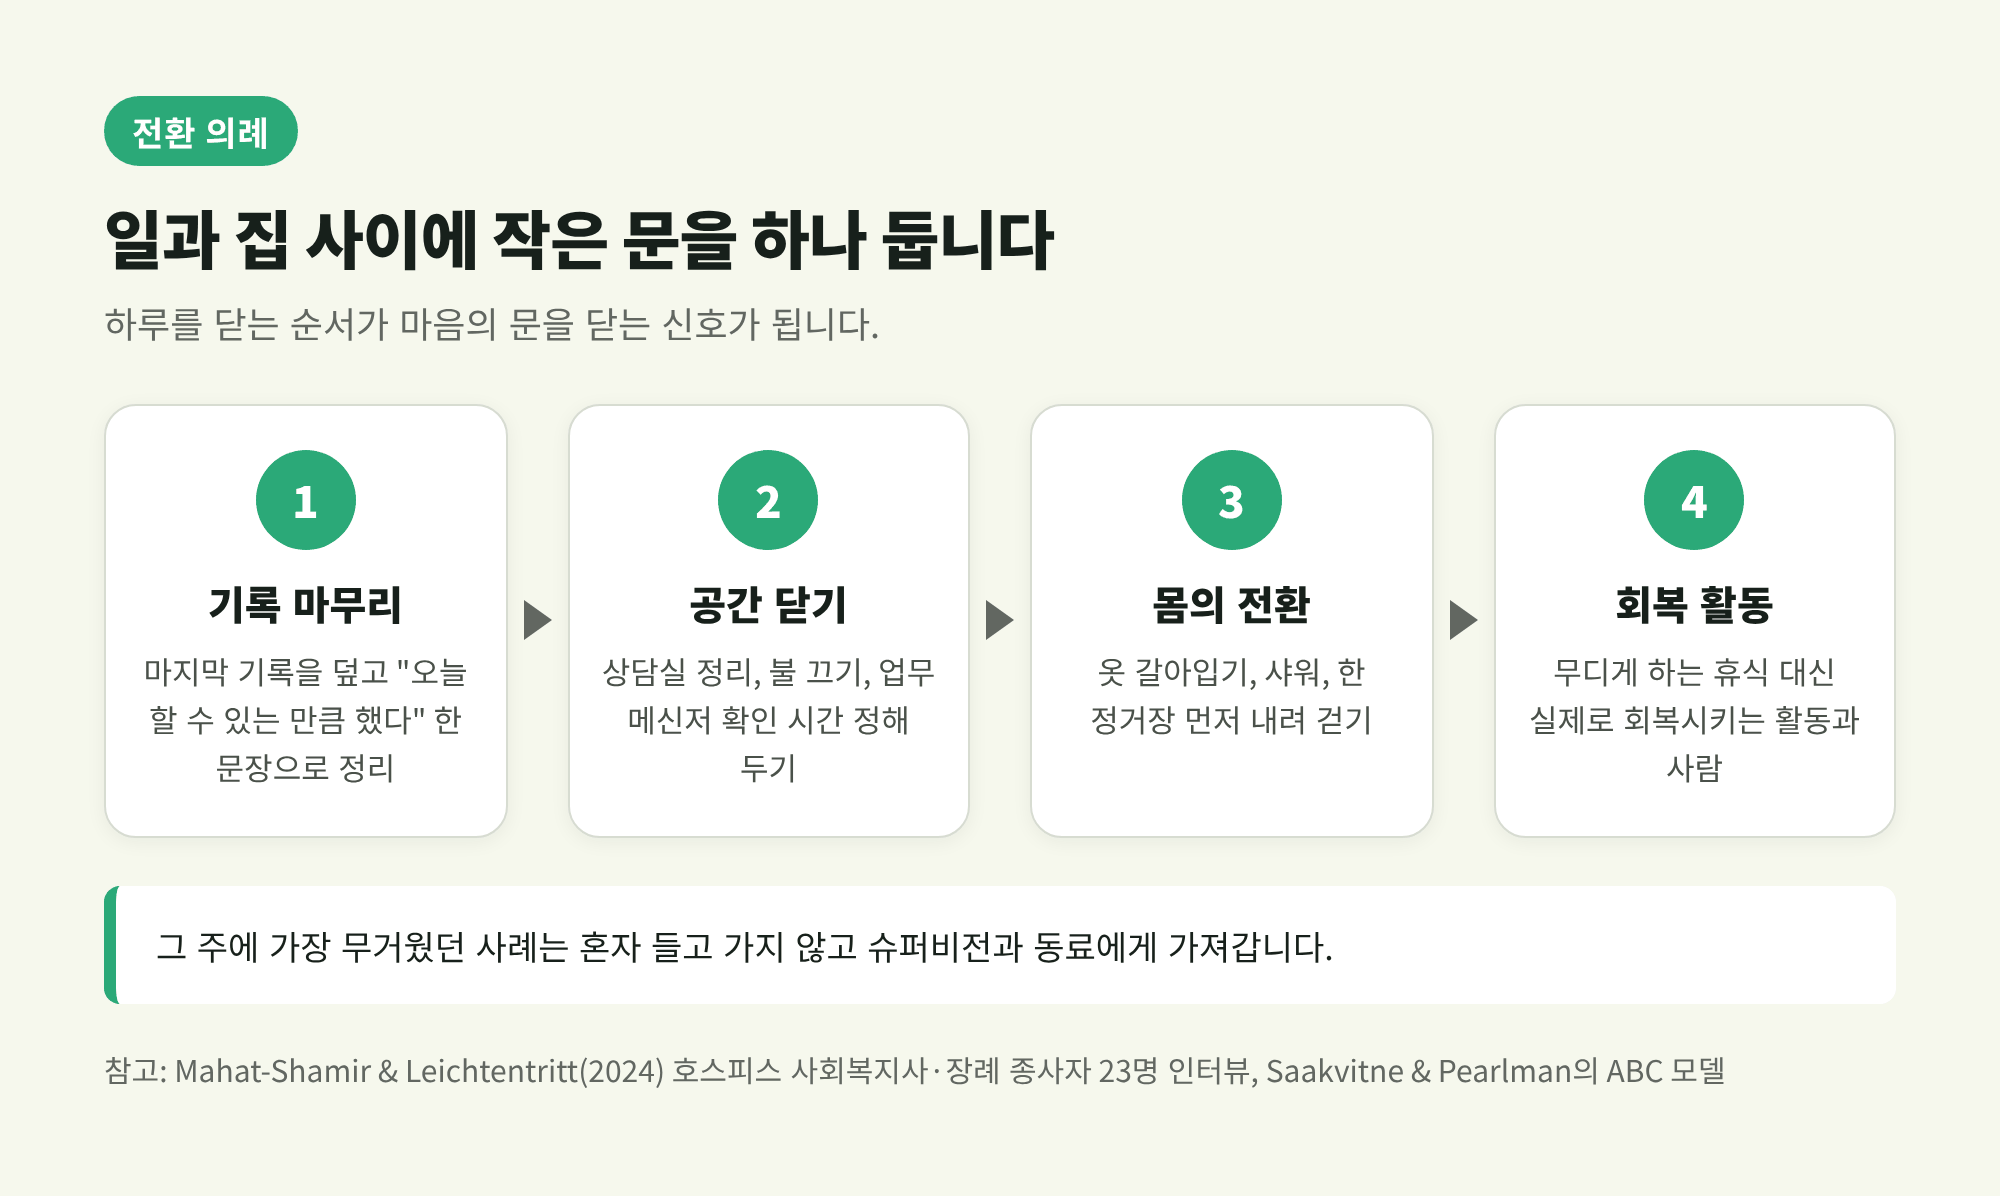 전환 의례
일과 집 사이에 작은 문을 하나 둡니다
하루를 닫는 순서가 마음의 문을 닫는 신호가 됩니다.
1
기록 마무리
마지막 기록을 덮고 "오늘
할 수 있는 만큼 했다" 한
문장으로 정리
2
공간 닫기
상담실 정리, 불 끄기, 업무
메신저 확인 시간 정해
두기
3
몸의 전환
옷 갈아입기, 샤워, 한
정거장 먼저 내려 걷기
4
회복 활동
무디게 하는 휴식 대신
실제로 회복시키는 활동과
사람
그 주에 가장 무거웠던 사례는 혼자 들고 가지 않고 슈퍼비전과 동료에게 가져갑니다.
참고: Mahat-Shamir & Leichtentritt(2024) 호스피스 사회복지사·장례 종사자 23명 인터뷰, Saakvitne & Pearlman의 ABC 모델